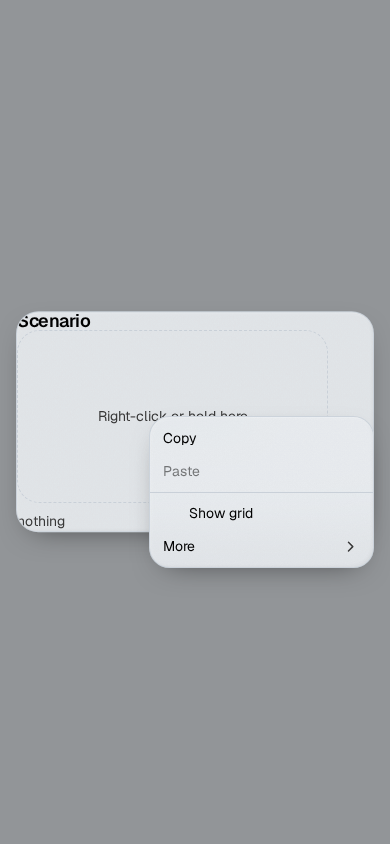 Scenario
Right-click or hold here
Copy
Paste
Show grid
More
nothing